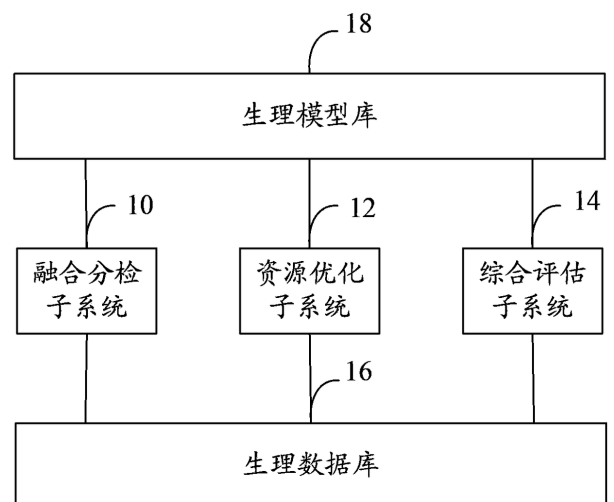 18
生理模型库
10
12
14
融合分检
子系统
资源优化
子系统
综合评估
子系统
16
生理数据库